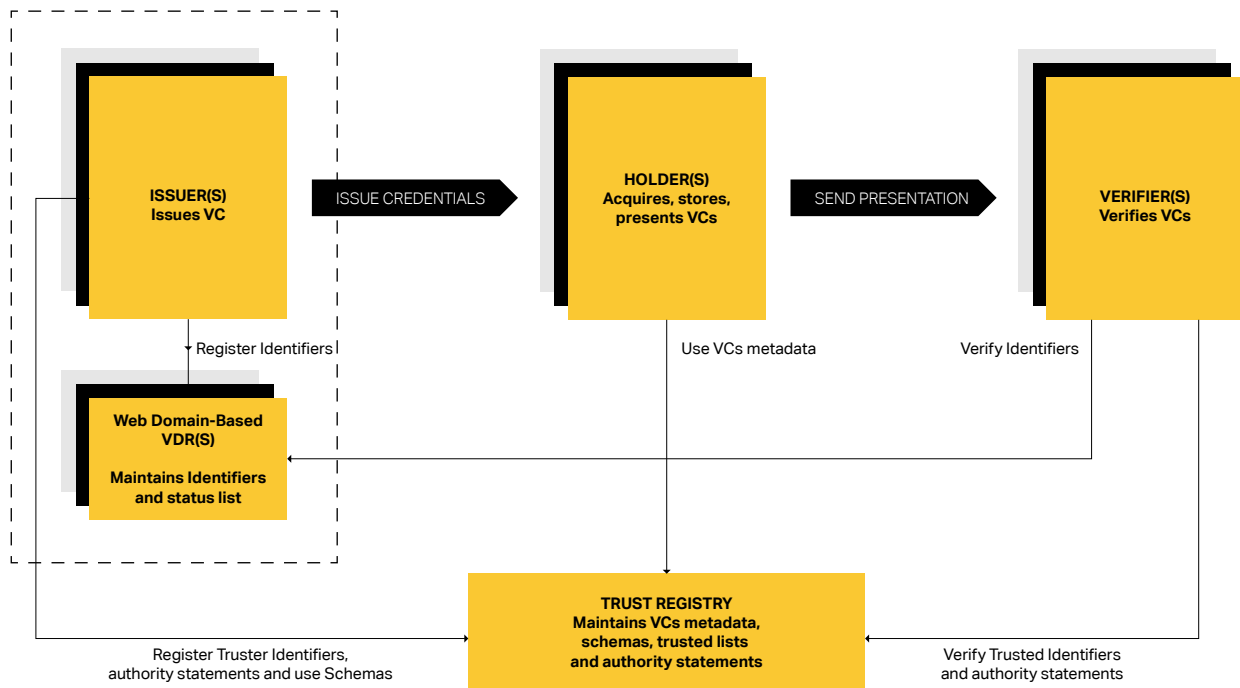 ISSUER(S)
Issues VC
ISSUE CREDENTIALS
HOLDER(S)
Acquires, stores,
presents VCs
SEND PRESENTATION
VERIFIER(S)
Verifies VCs
Register Identifiers
Use VCs metadata
Verify Identifiers
Web Domain-Based
VDR(S)
Maintains Identifiers
and status list
TRUST REGISTRY
Maintains VCs metadata,
schemas, trusted lists
and authority statements
Register Truster Identifiers,
authority statements and use Schemas
Verify Trusted Identifiers
and authority statements